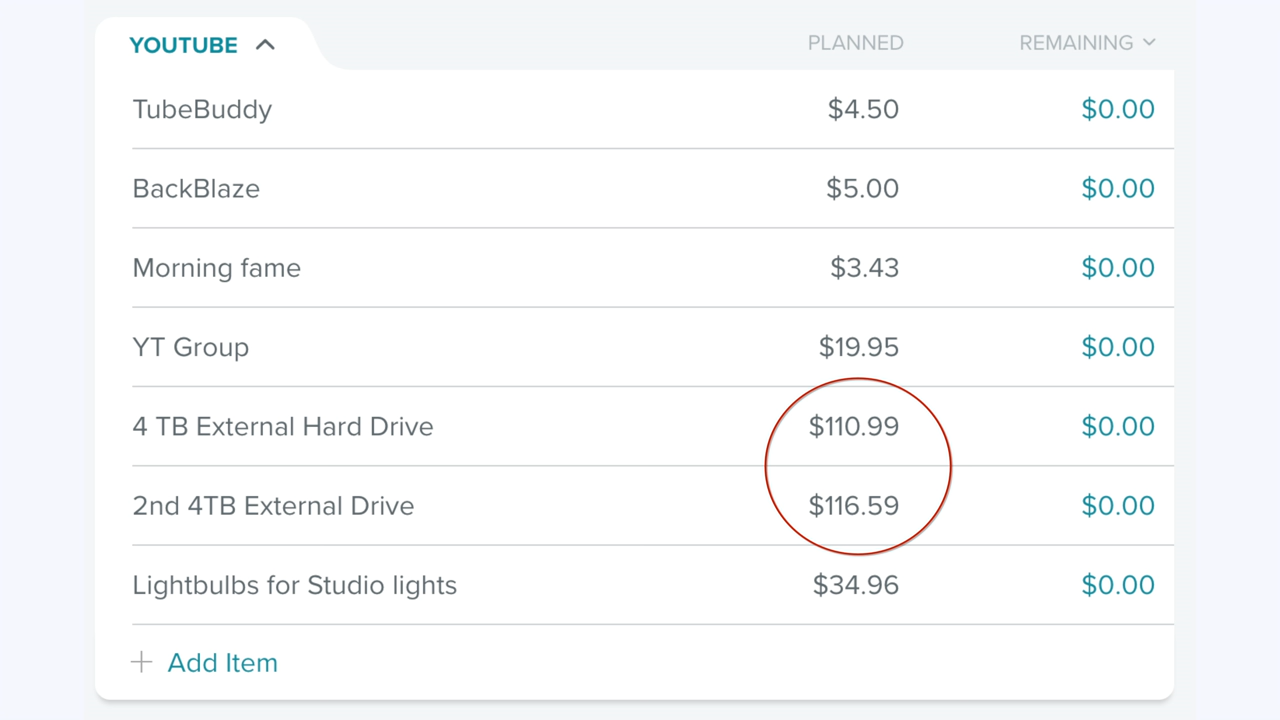 YOUTUBE PLANNED REMAINING
TubeBuddy $4.50 $0.00
BackBlaze $5.00 $0.00
Morning fame $3.43 $0.00
YT Group $19.95 $0.00
4 TB External Hard Drive $110.99 $0.00
2nd 4TB External Drive $116.59 $0.00
Lightbulbs for Studio lights $34.96 $0.00
+ Add Item